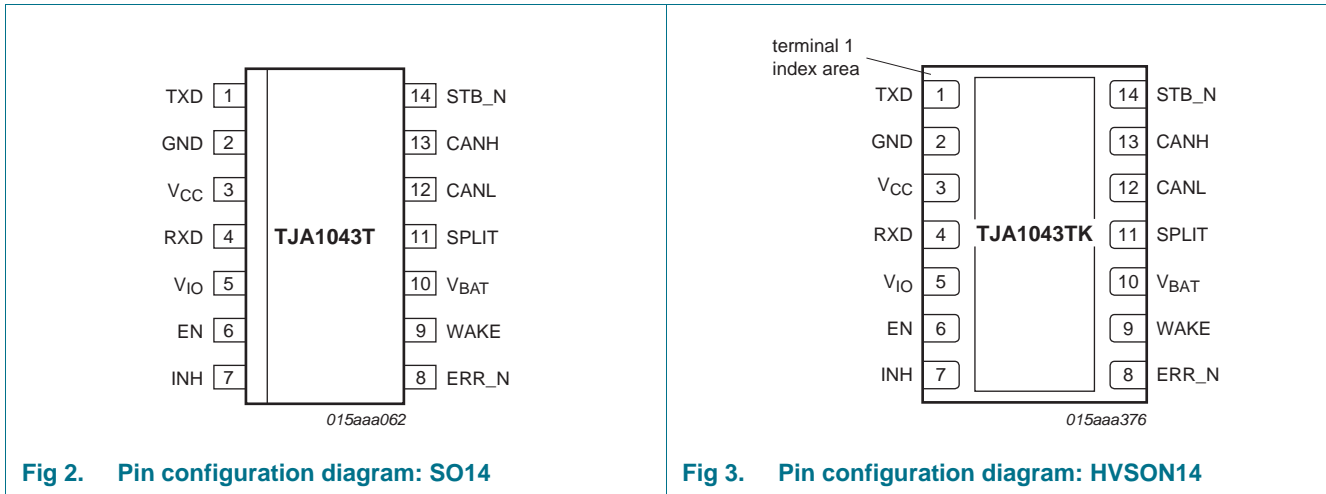 TXD 1
14 STB_N
GND 2
13 CANH
VCC 3
12 CANL
RXD 4
TJA1043T
11 SPLIT
VIO 5
10 VBAT
EN 6
9 WAKE
INH 7
8 ERR_N
015aaa062
Fig 2. Pin configuration diagram: SO14
terminal 1
index area
TXD 1
14 STB_N
GND 2
13 CANH
VCC 3
12 CANL
RXD 4
TJA1043TK
11 SPLIT
VIO 5
10 VBAT
EN 6
9 WAKE
INH 7
8 ERR_N
015aaa376
Fig 3. Pin configuration diagram: HVSON14